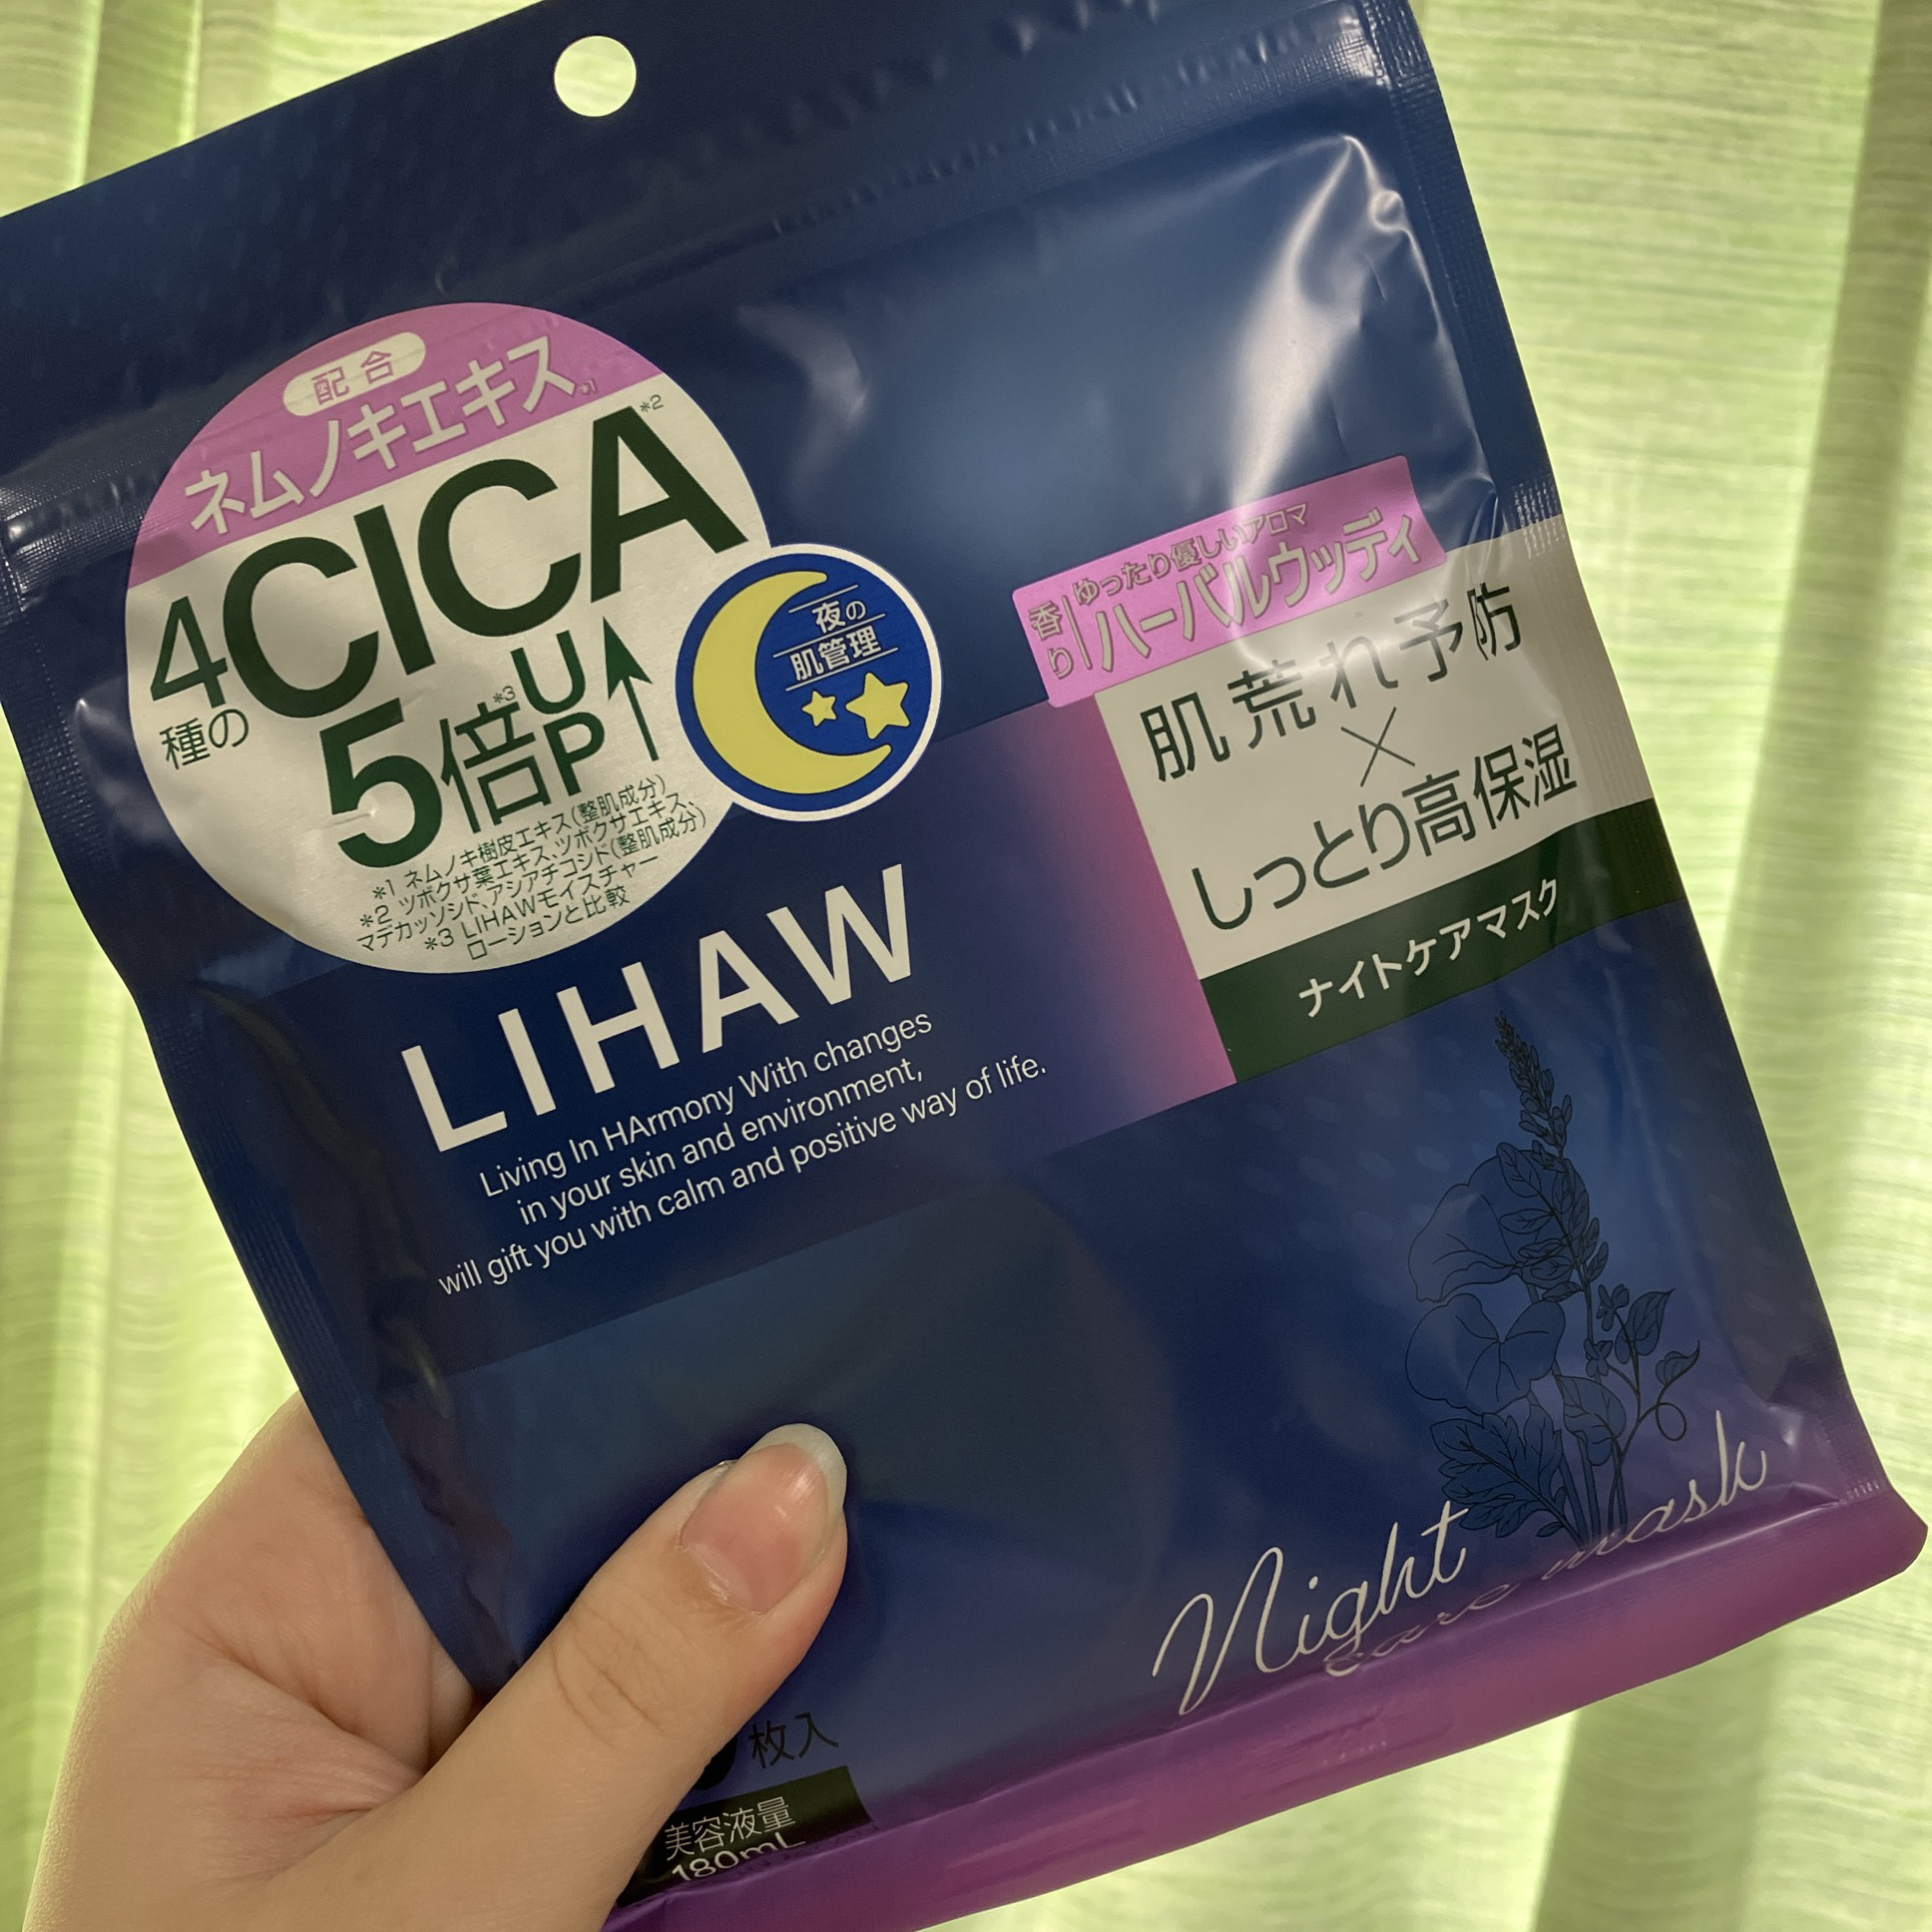 配合
ネムノキエキス*1
4種のCICA*2
5倍*3UP
*1 ネムノキ樹皮エキス(整肌成分)
*2 ツボクサ葉エキス、ツボクサエキス、
マデカッソシド、アシアチコシド(整肌成分)
*3 LIHAWモイスチャー
ローションと比較
夜の
肌管理
香り
ゆったり優しいアロマ
ハーバルウッディ
肌荒れ予防
×
しっとり高保湿
ナイトケアマスク
LIHAW
Living In HArmony With changes
in your skin and environment,
will gift you with calm and positive way of life.
Night
care mask
枚入
美容液量
180mL